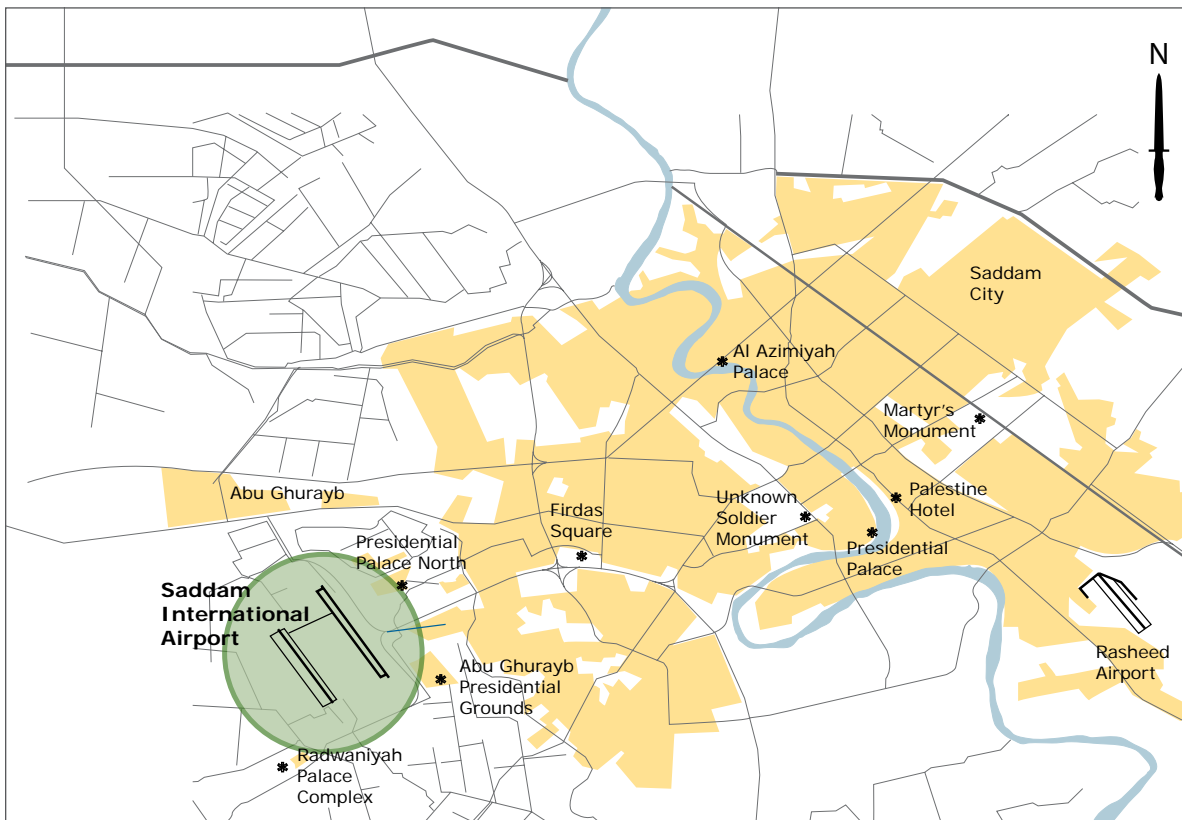 N
Saddam
City
Al Azimiyah
Palace
Martyr's
Monument
Abu Ghurayb
Palestine
Hotel
Unknown
Soldier
Monument
Firdas
Square
Presidential
Palace
Presidential
Palace North
Saddam
International
Airport
Rasheed
Airport
Abu Ghurayb
Presidential
Grounds
Radwaniyah
Palace
Complex